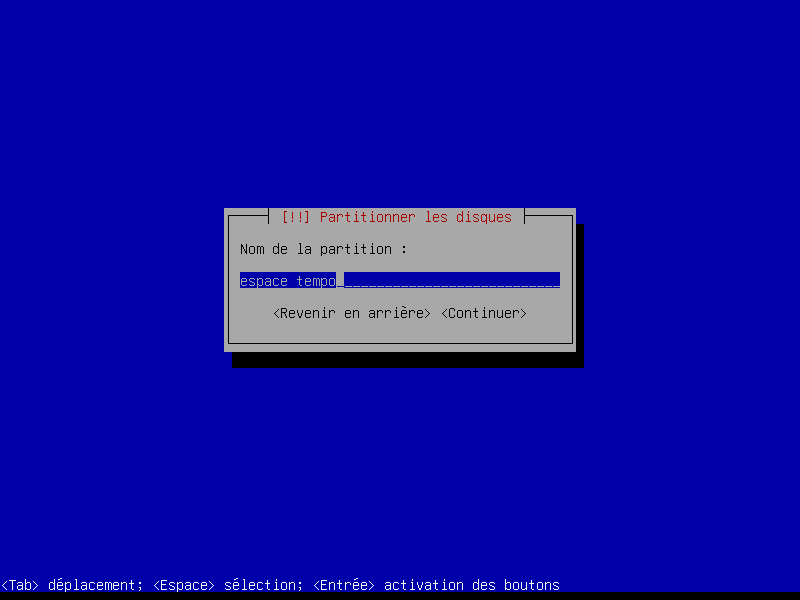 [!!] Partitionner les disques
Nom de la partition :
espace tempo
<Revenir en arrière> <Continuer>
<Tab> déplacement; <Espace> sélection; <Entrée> activation des boutons